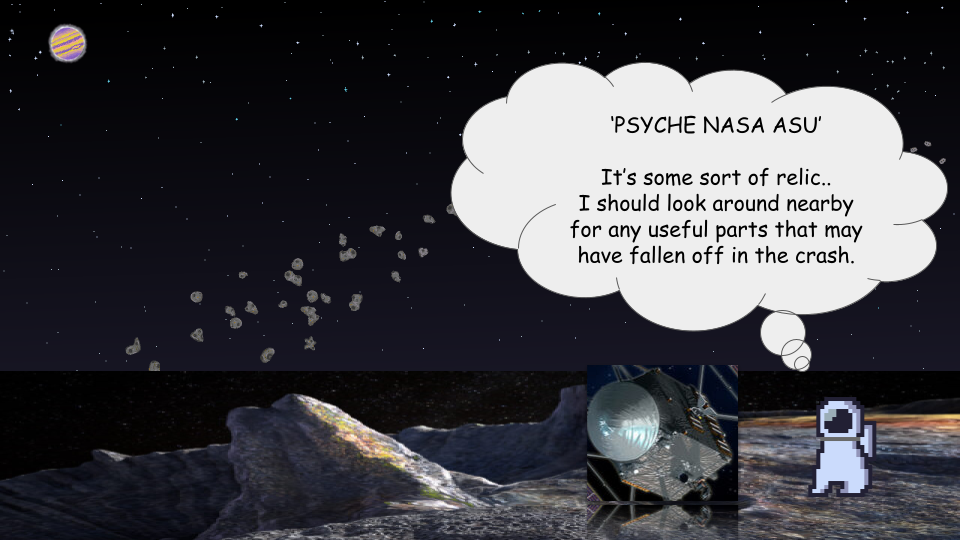 ‘PSYCHE NASA ASU’
It’s some sort of relic..
I should look around nearby
for any useful parts that may
have fallen off in the crash.